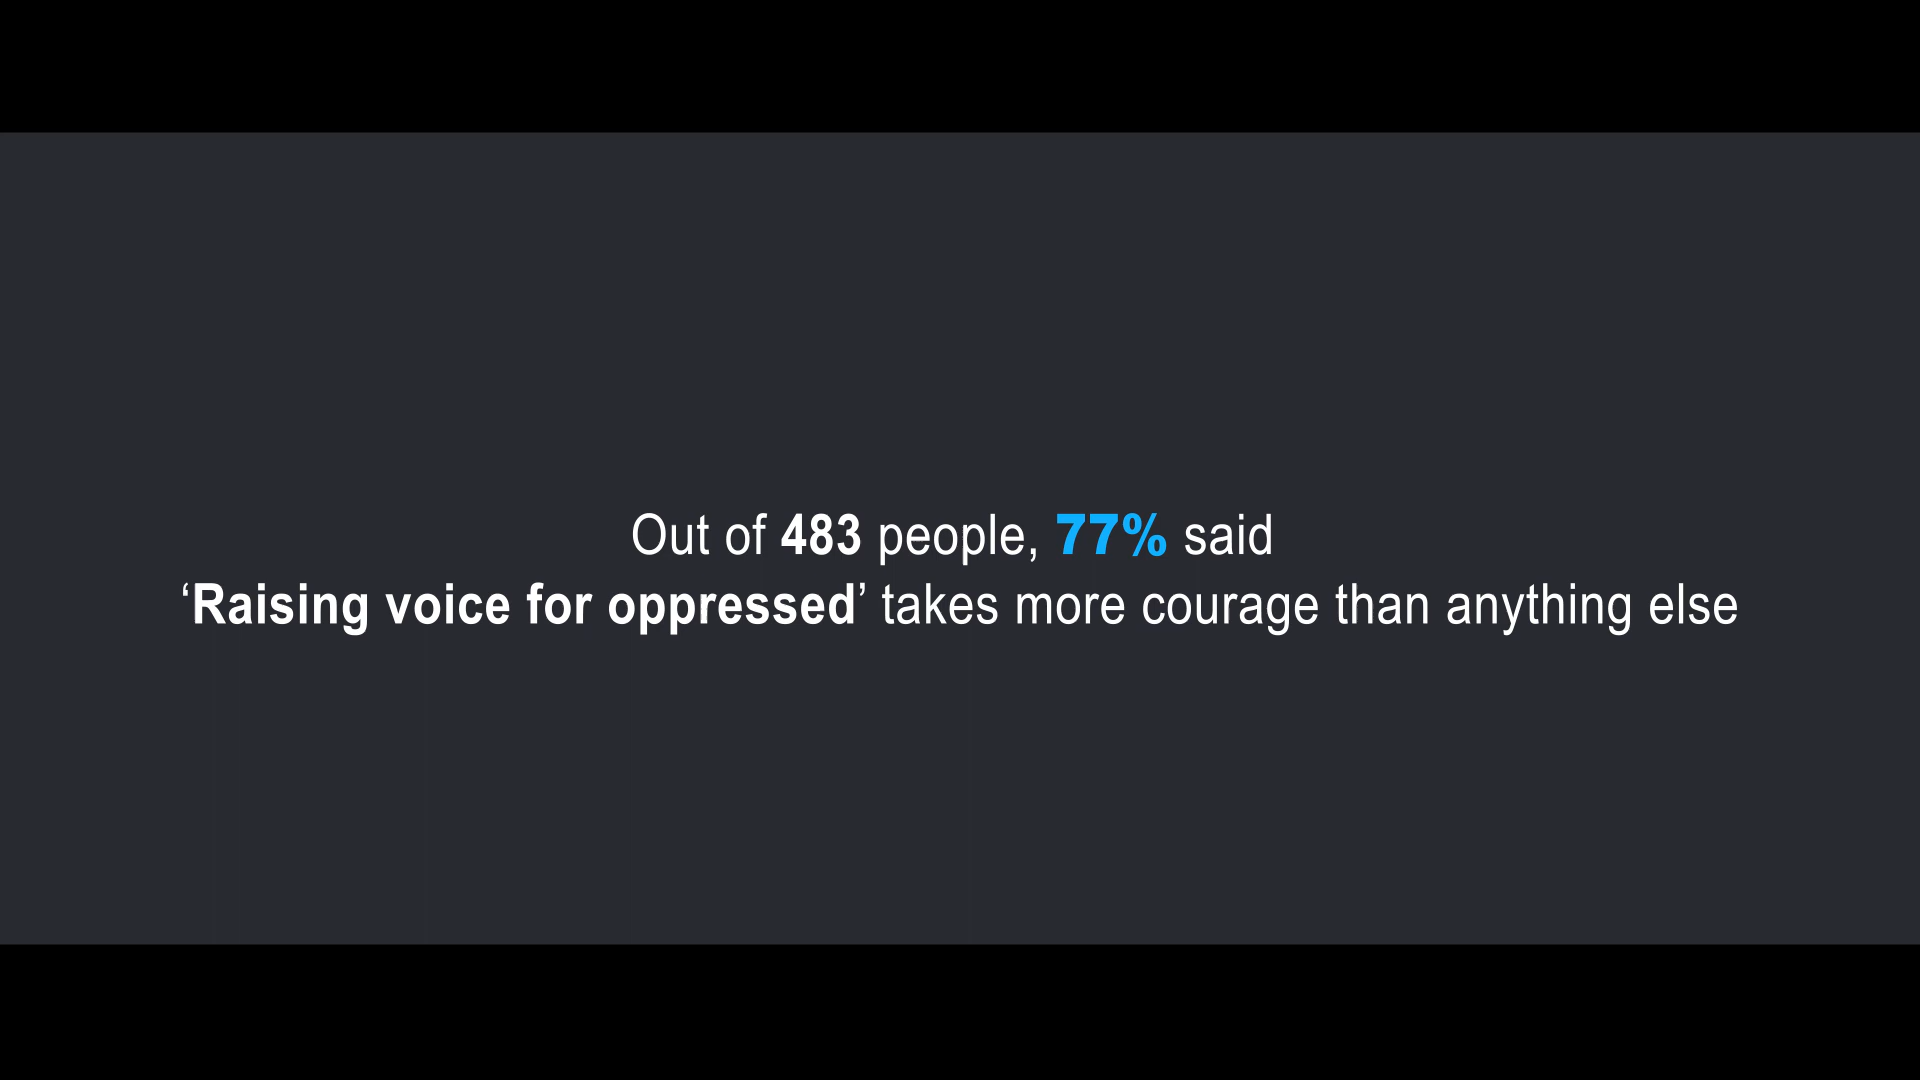 Out of 483 people, 77% said
‘Raising voice for oppressed’ takes more courage than anything else